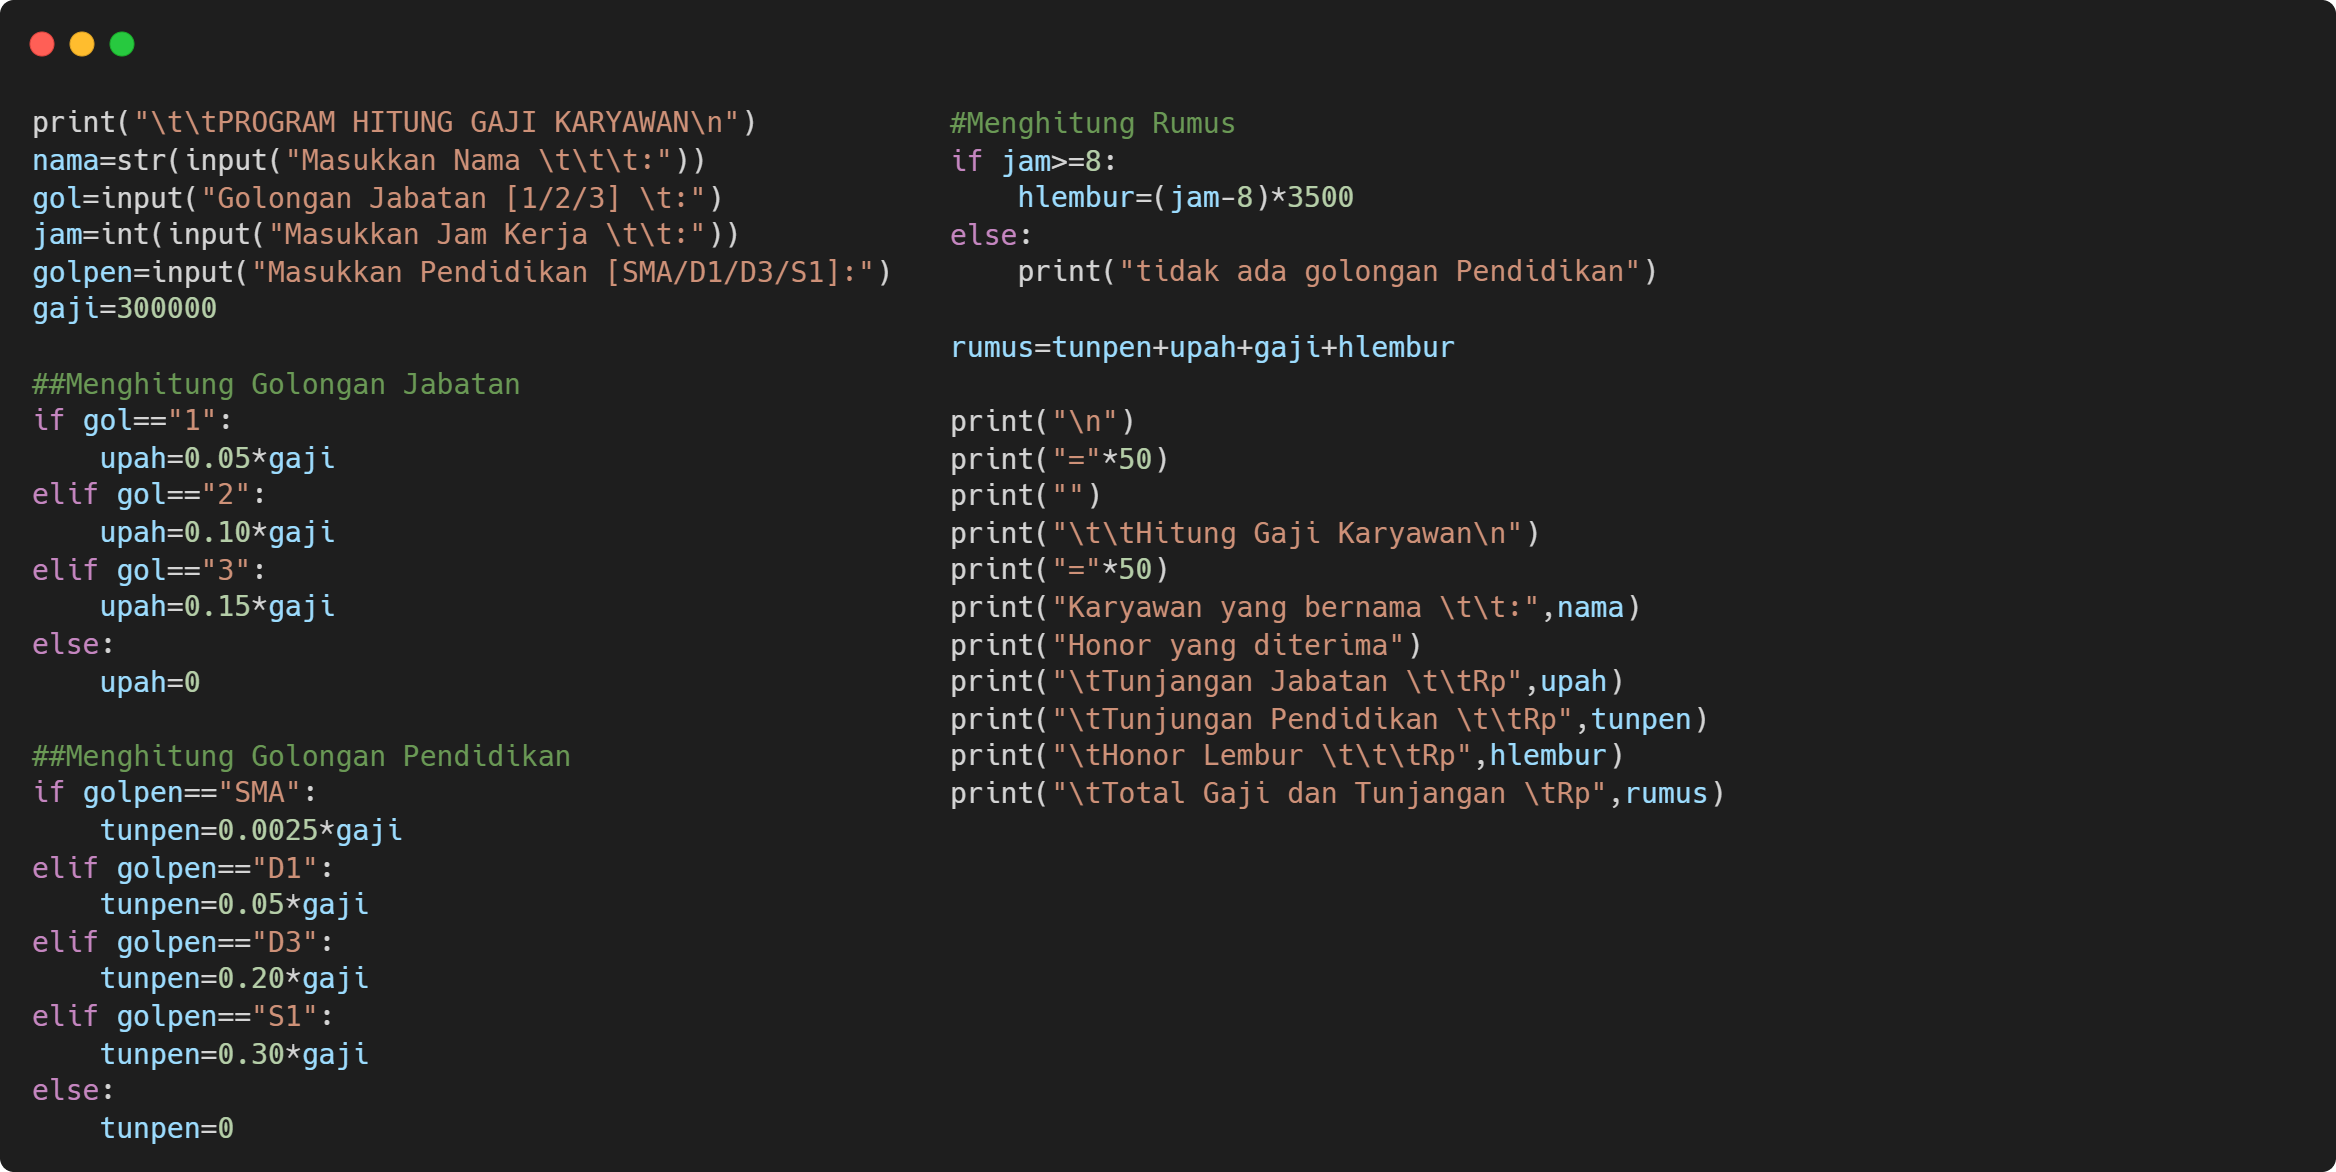 print("\t\tPROGRAM HITUNG GAJI KARYAWAN\n")
nama=str(input("Masukkan Nama \t\t\t:"))
gol=input("Golongan Jabatan [1/2/3] \t:")
jam=int(input("Masukkan Jam Kerja \t\t:"))
golpen=input("Masukkan Pendidikan [SMA/D1/D3/S1]:")
gaji=300000

##Menghitung Golongan Jabatan
if gol=="1":
    upah=0.05*gaji
elif gol=="2":
    upah=0.10*gaji
elif gol=="3":
    upah=0.15*gaji
else:
    upah=0

##Menghitung Golongan Pendidikan
if golpen=="SMA":
    tunpen=0.0025*gaji
elif golpen=="D1":
    tunpen=0.05*gaji
elif golpen=="D3":
    tunpen=0.20*gaji
elif golpen=="S1":
    tunpen=0.30*gaji
else:
    tunpen=0

#Menghitung Rumus
if jam>=8:
    hlembur=(jam-8)*3500
else:
    print("tidak ada golongan Pendidikan")

rumus=tunpen+upah+gaji+hlembur

print("\n")
print("="*50)
print("")
print("\t\tHitung Gaji Karyawan\n")
print("="*50)
print("Karyawan yang bernama \t\t:",nama)
print("Honor yang diterima")
print("\tTunjangan Jabatan \t\tRp",upah)
print("\tTunjungan Pendidikan \t\tRp",tunpen)
print("\tHonor Lembur \t\t\tRp",hlembur)
print("\tTotal Gaji dan Tunjangan \tRp",rumus)